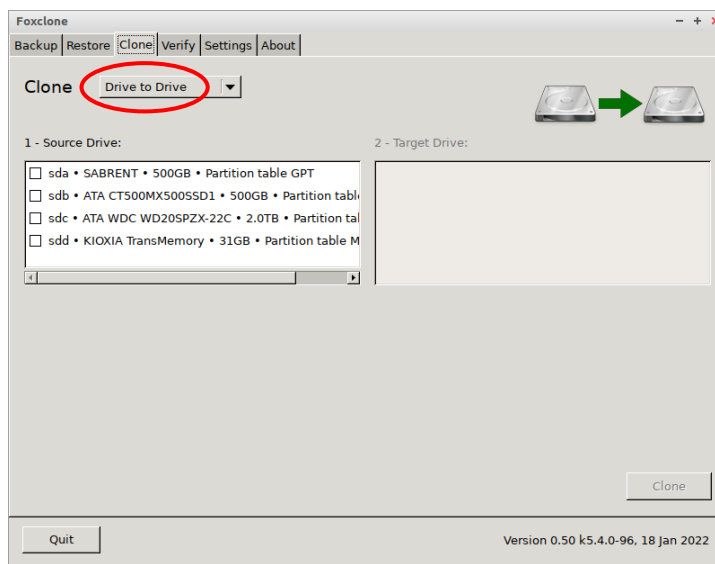 Foxclone
Backup Restore Clone Verify Settings About
Clone Drive to Drive
1 - Source Drive:
2 - Target Drive:
sda • SABRENT • 500GB • Partition table GPT
sdb • ATA CT500MX500SSD1 • 500GB • Partition tabl
sdc • ATA WDC WD20SPZX-22C • 2.0TB • Partition ta
sdd • KIOXIA TransMemory • 31GB • Partition table M
Clone
Quit
Version 0.50 k5.4.0-96, 18 Jan 2022